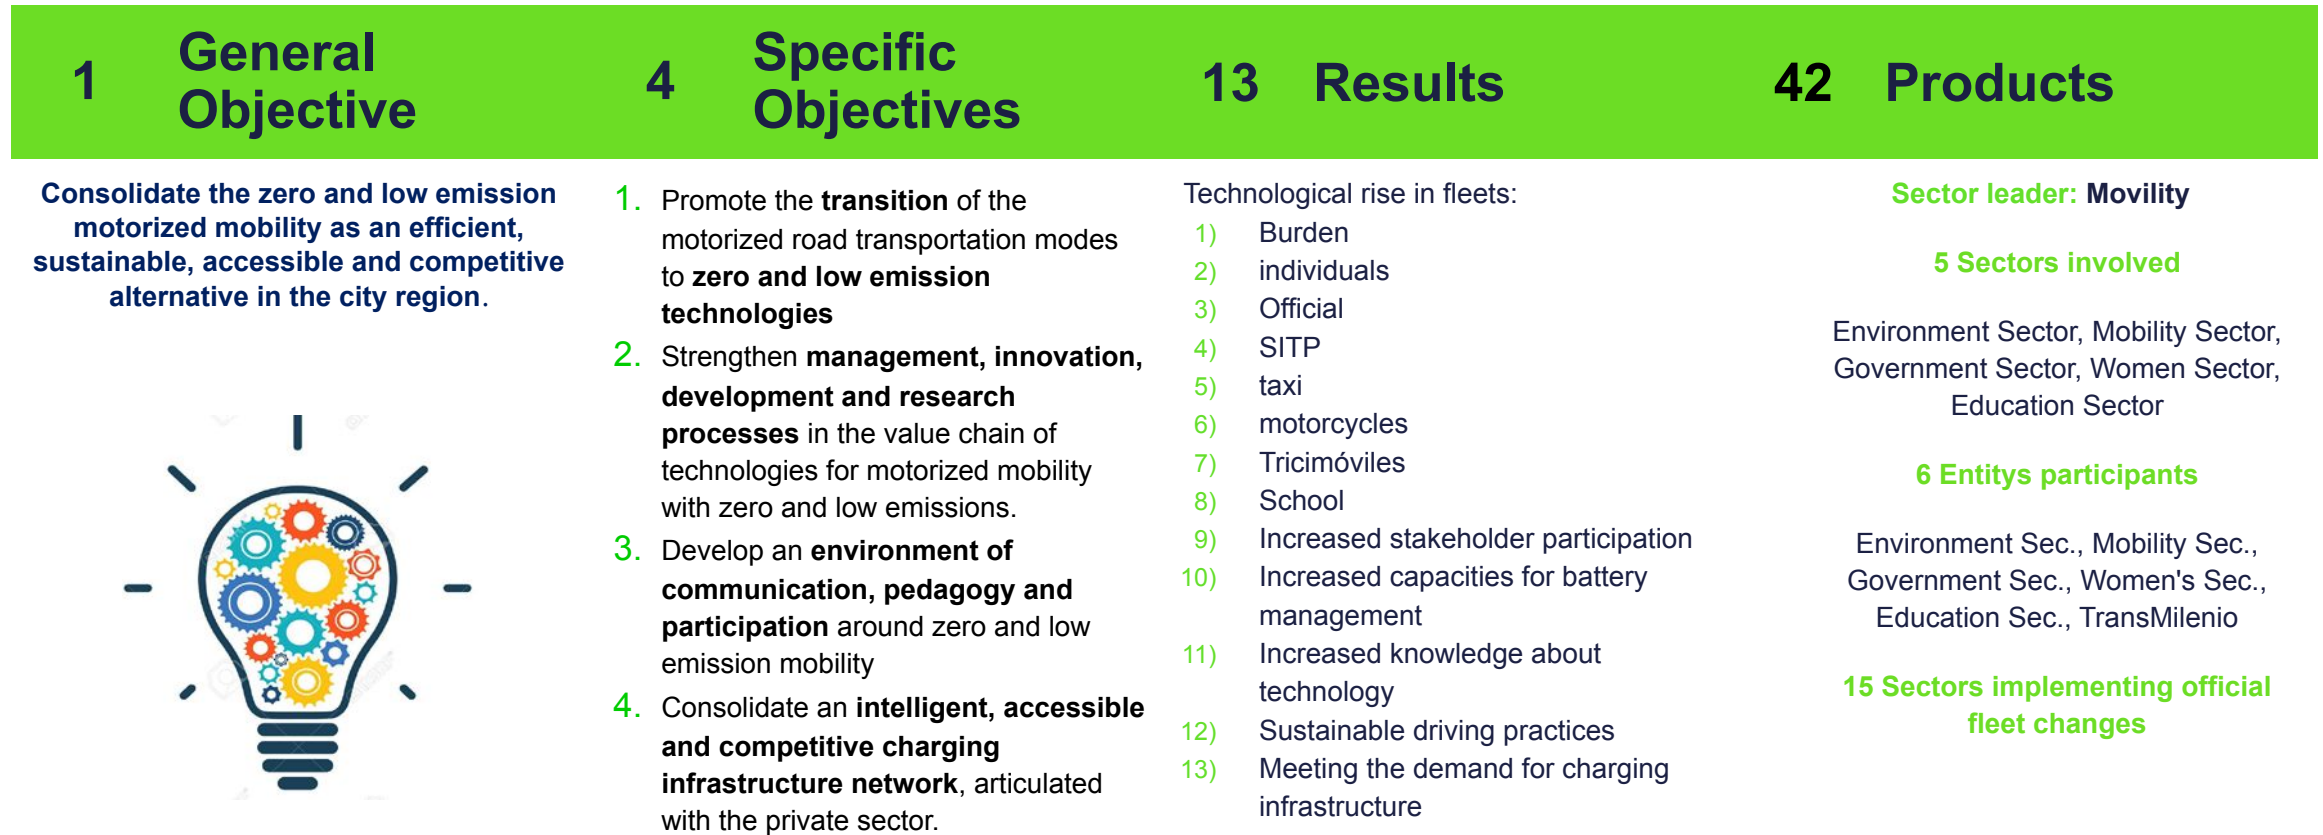 1 General
Objective
4 Specific
Objectives
13 Results
42 Products
Consolidate the zero and low emission
motorized mobility as an efficient,
sustainable, accessible and competitive
alternative in the city region.
1. Promote the transition of the
motorized road transportation modes
to zero and low emission
technologies
2. Strengthen management, innovation,
development and research
processes in the value chain of
technologies for motorized mobility
with zero and low emissions.
3. Develop an environment of
communication, pedagogy and
participation around zero and low
emission mobility
4. Consolidate an intelligent, accessible
and competitive charging
infrastructure network, articulated
with the private sector.
Technological rise in fleets:
1) Burden
2) individuals
3) Official
4) SITP
5) taxi
6) motorcycles
7) Tricimóviles
8) School
9) Increased stakeholder participation
10) Increased capacities for battery
management
11) Increased knowledge about
technology
12) Sustainable driving practices
13) Meeting the demand for charging
infrastructure
Sector leader: Movility
5 Sectors involved
Environment Sector, Mobility Sector,
Government Sector, Women Sector,
Education Sector
6 Entitys participants
Environment Sec., Mobility Sec.,
Government Sec., Women's Sec.,
Education Sec., TransMilenio
15 Sectors implementing official
fleet changes